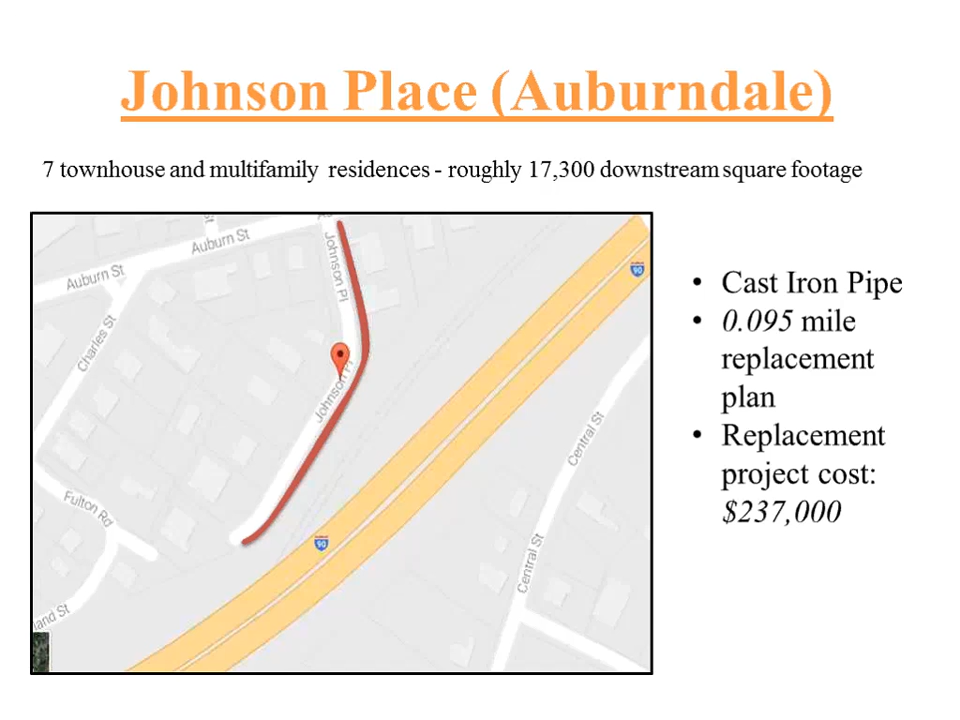 Johnson Place (Auburndale)
7 townhouse and multifamily residences - roughly 17,300 downstream square footage
Auburn St
Auburn St
Johnson Pl
Charles St
Johnson Pl
Fulton Rd
Central St
Central St
90
90
• Cast Iron Pipe
• 0.095 mile
replacement
plan
• Replacement
project cost:
$237,000